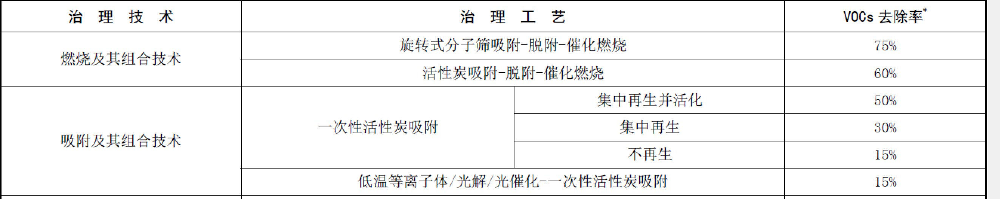 治 理 技 术 治 理 工 艺 VOCs 去除率*
燃烧及其组合技术
旋转式分子筛吸附-脱附-催化燃烧 75%
活性炭吸附-脱附-催化燃烧 60%
吸附及其组合技术
一次性活性炭吸附
集中再生并活化 50%
集中再生 30%
不再生 15%
低温等离子体/光解/光催化-一次性活性炭吸附 15%